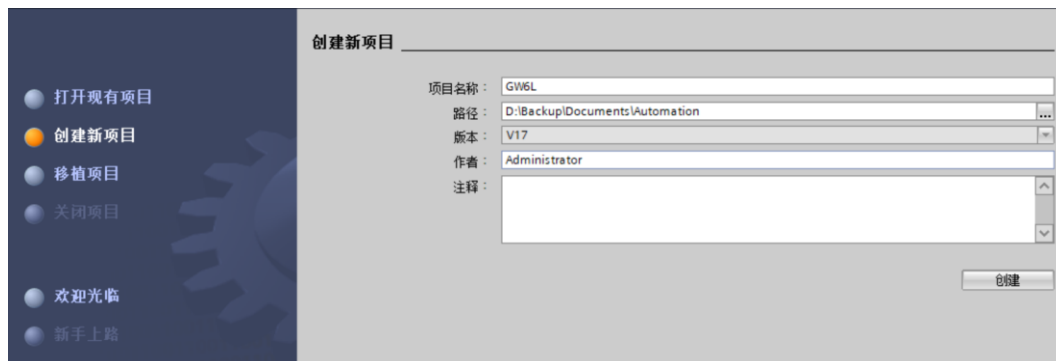 打开现有项目
创建新项目
移植项目
关闭项目
欢迎光临
新手上路
创建新项目
项目名称：GW6L
路径：D:\Backup\Documents\Automation
...
版本：V17
作者：Administrator
注释：
创建